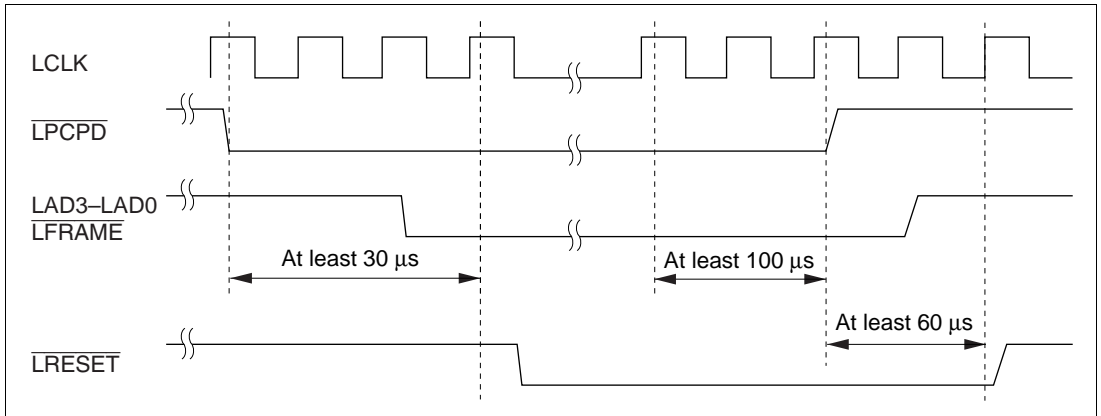 LCLK
LPCPD
LAD3–LAD0
LFRAME
At least 30 µs
At least 100 µs
At least 60 µs
LRESET